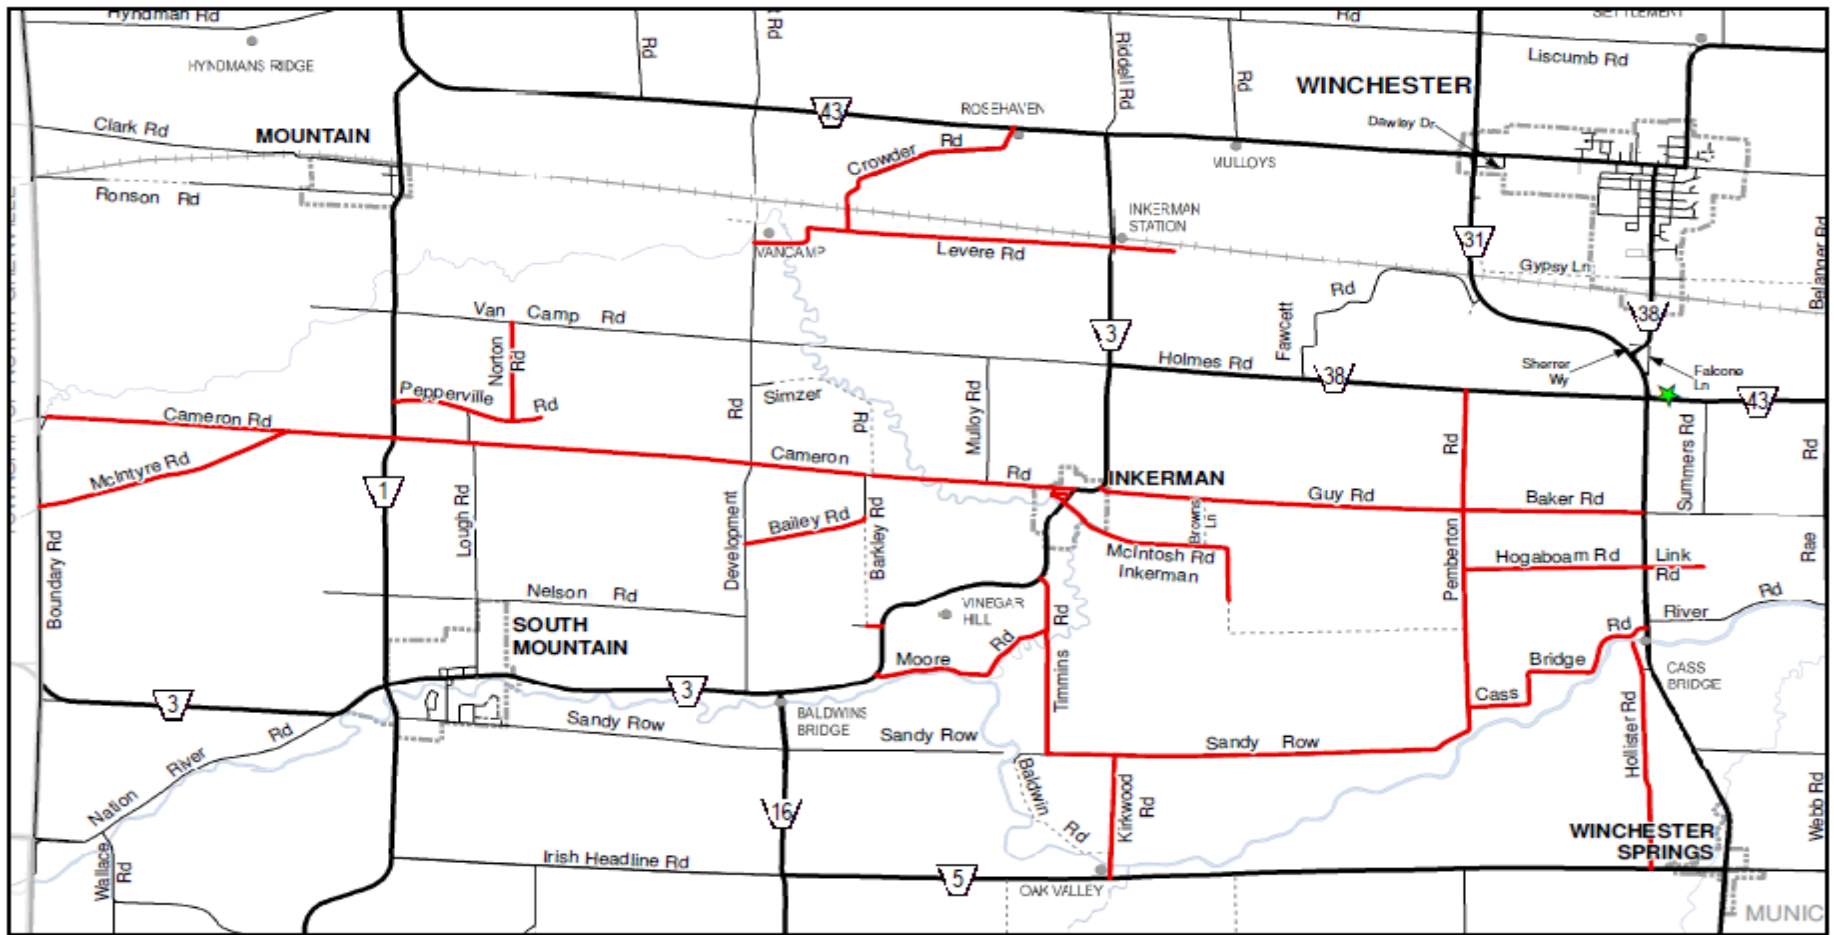 Hyndman Rd
Rd
Rd
SETTLEMENT
HYNDMANS RIDGE
Rd
Rd
Riddell Rd
Liscumb Rd
WINCHESTER
43
ROSEHAVEN
Dawley Dr
Clark Rd
MOUNTAIN
Crowder Rd
MULLOYS
Ronson Rd
INKERMAN
STATION
VANCAMP
Levere Rd
31
Gypsy Ln
Belanger Rd
Van Camp Rd
3
Fawcett Rd
38
Norton Rd
Holmes Rd
38
Sherrer
Wy
Falcone
Ln
Pepperville Rd
Simzer Rd
Mulloy Rd
43
Cameron Rd
Rd
Summers Rd
McIntyre Rd
Cameron Rd
INKERMAN
1
Guy Rd
Baker Rd
Lough Rd
Development Rd
Bailey Rd
Barkley Rd
Browns
Ln
McIntosh Rd
Inkerman
Pemberton Rd
Hogaboam Rd
Link
Rd
Rae Rd
Boundary Rd
Nelson Rd
VINEGAR
HILL
River Rd
SOUTH
MOUNTAIN
Moore Rd
Timmins Rd
Cass Bridge Rd
CASS
BRIDGE
3
3
BALDWINS
BRIDGE
Sandy Row
Sandy Row
Sandy Row
Hollister Rd
Nation River Rd
Baldwin Rd
Kirkwood
Rd
Webb Rd
16
WINCHESTER
SPRINGS
Wallace
Rd
Irish Headline Rd
5
OAK VALLEY
MUNIC